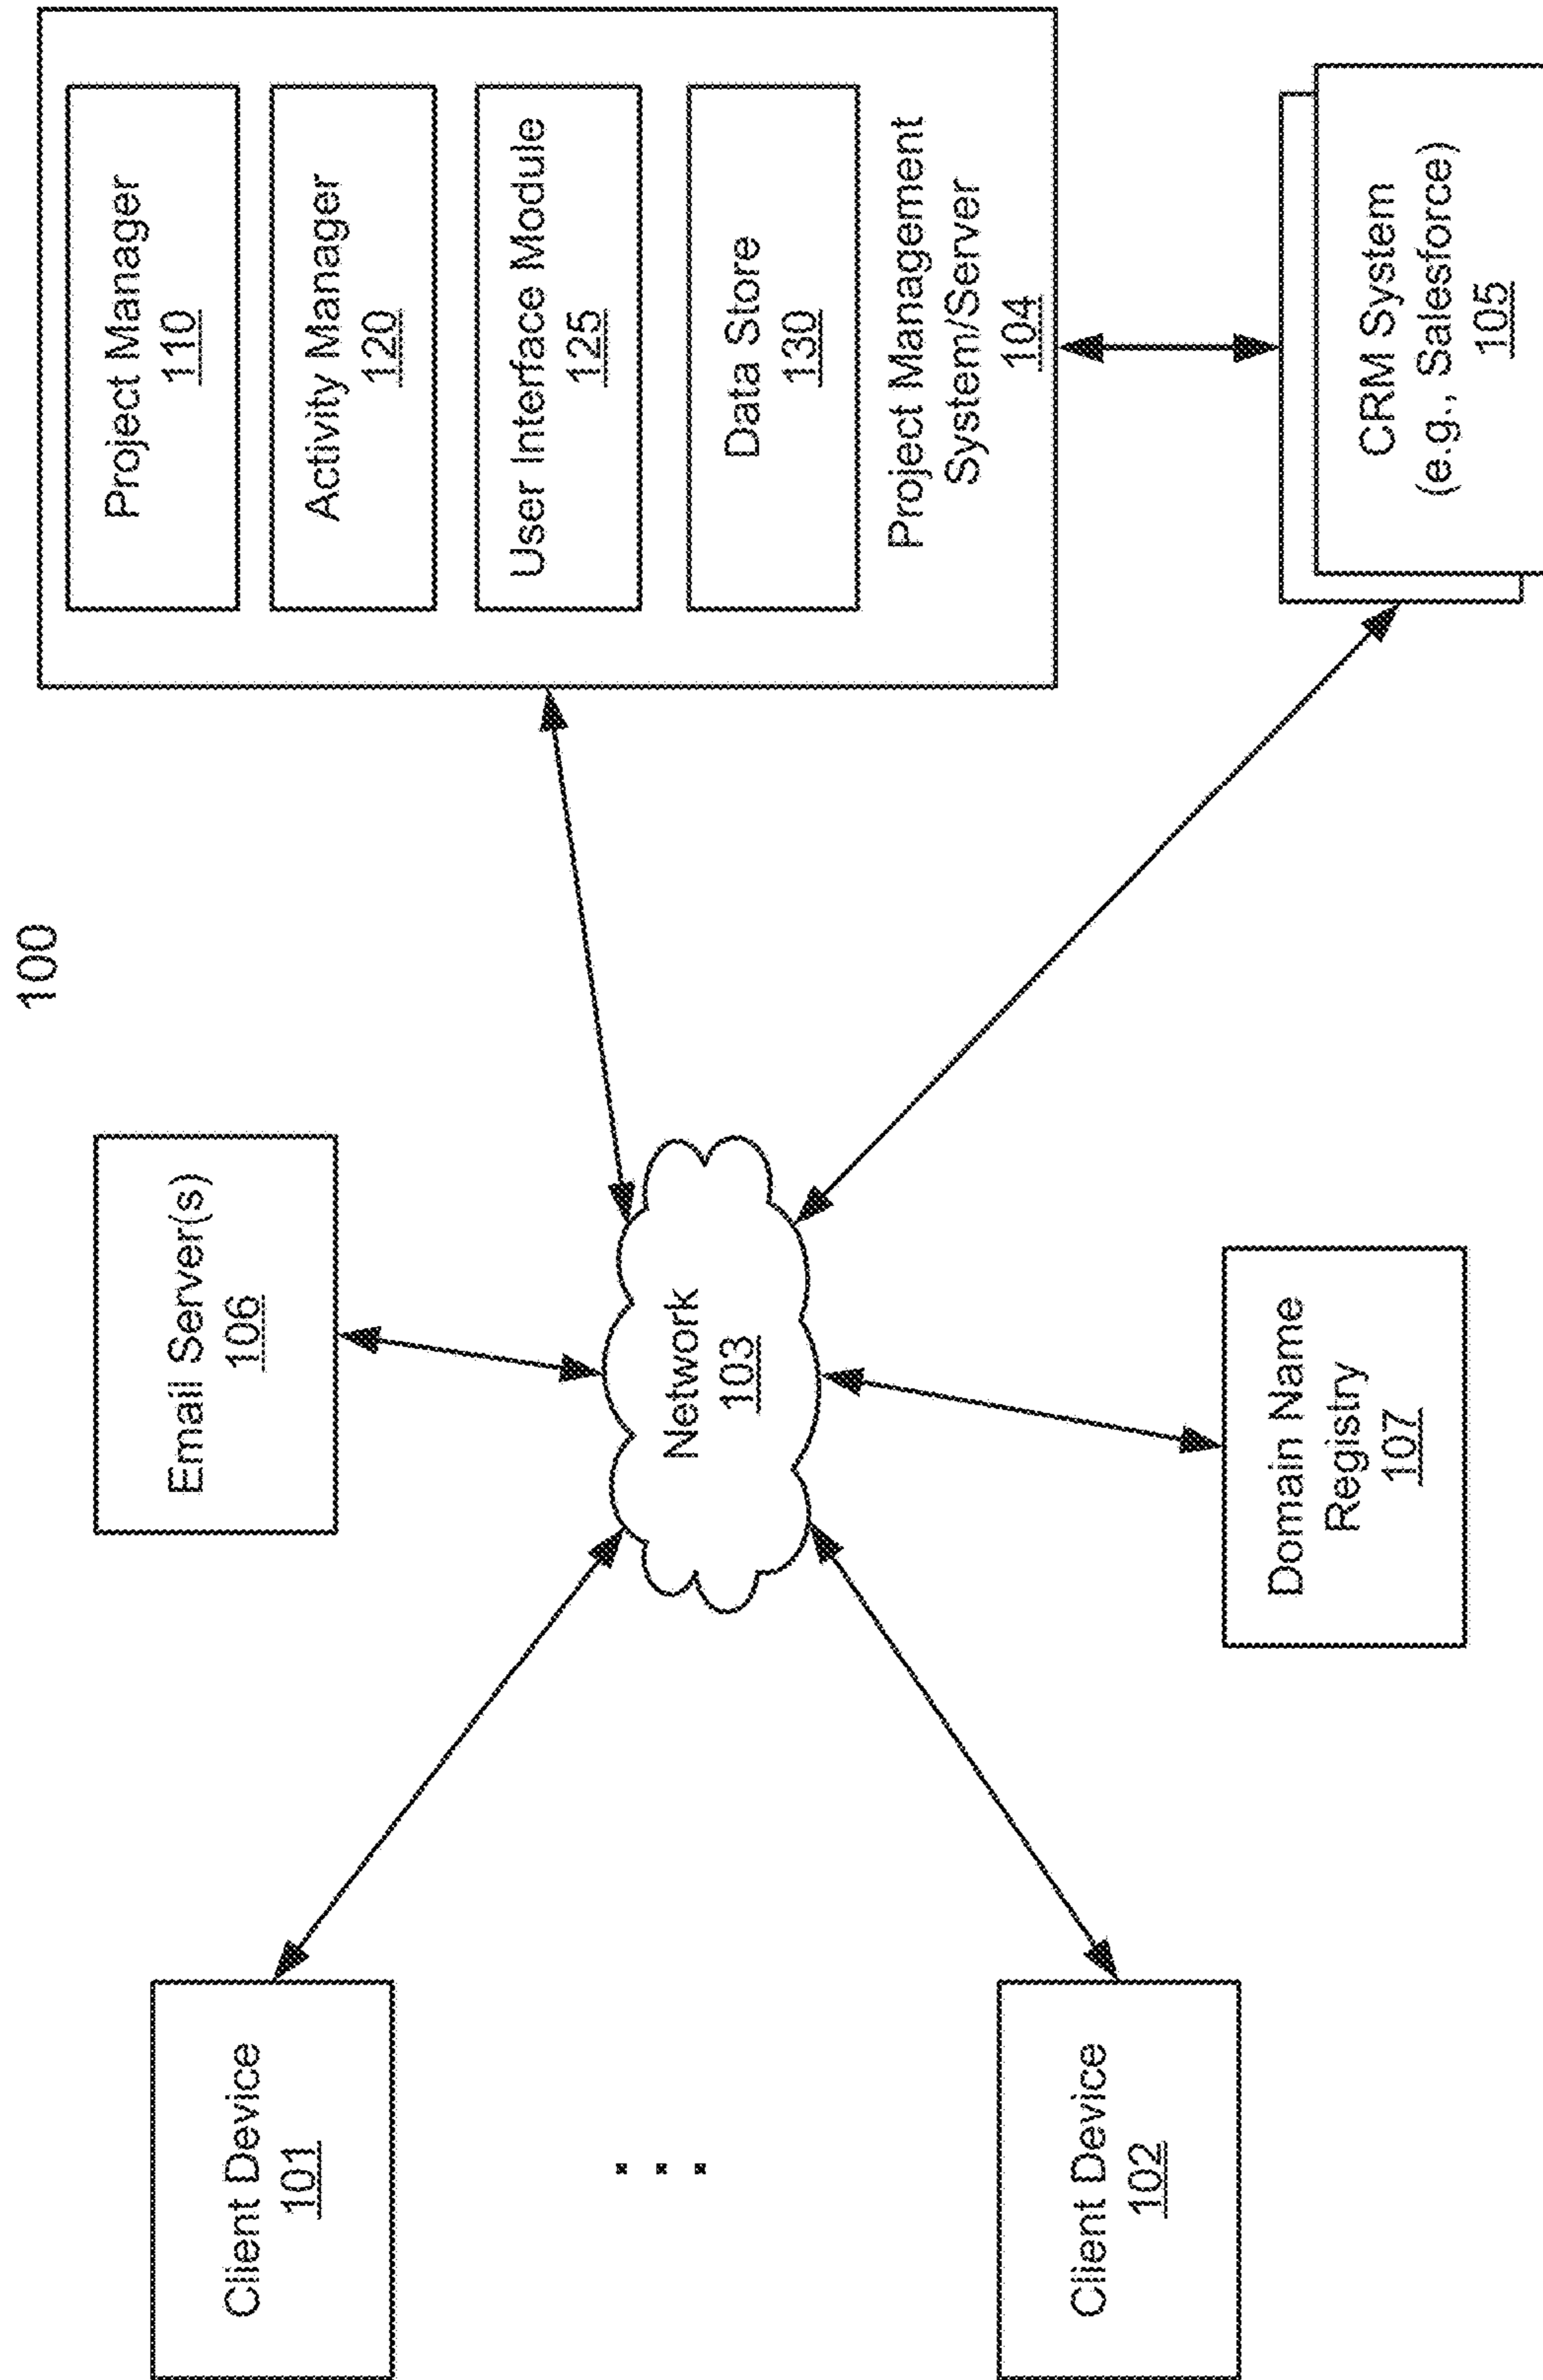 100
Client Device
101
Client Device
102
Email Server(s)
106
Network
103
Domain Name
Registry
107
Project Manager
110
Activity Manager
120
User Interface Module
125
Data Store
130
Project Management
System/Server
104
CRM System
(e.g., Salesforce)
105